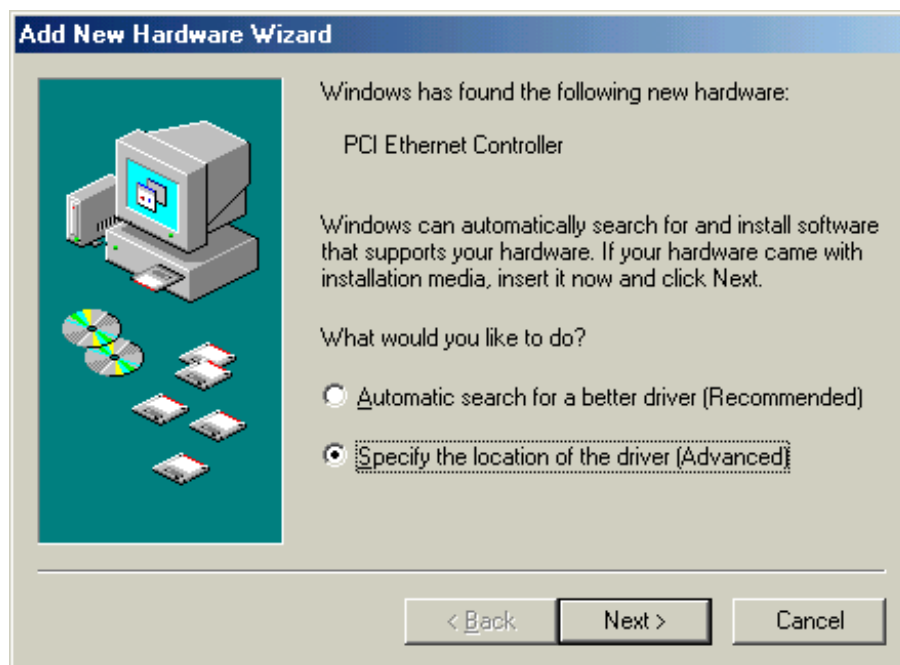 Add New Hardware Wizard
Windows has found the following new hardware:
PCI Ethernet Controller
Windows can automatically search for and install software
that supports your hardware. If your hardware came with
installation media, insert it now and click Next.
What would you like to do?
Automatic search for a better driver (Recommended)
Specify the location of the driver (Advanced)
< Back
Next >
Cancel